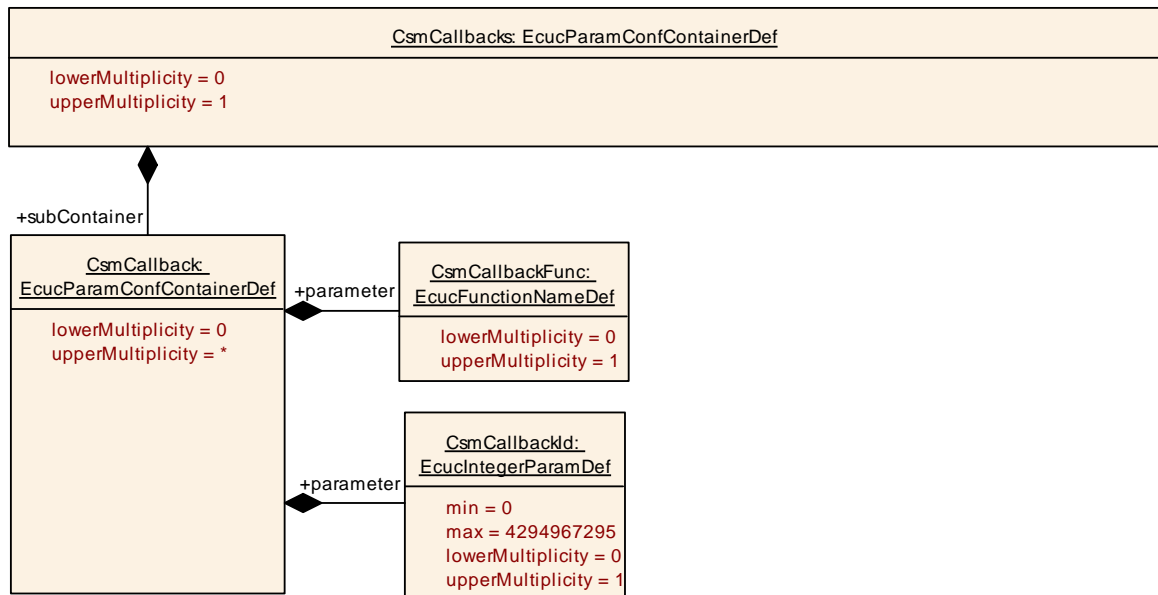 CsmCallbacks: EcucParamConfContainerDef
lowerMultiplicity = 0
upperMultiplicity = 1
+subContainer
CsmCallback:
EcucParamConfContainerDef
lowerMultiplicity = 0
upperMultiplicity = *
+parameter
CsmCallbackFunc:
EcucFunctionNameDef
lowerMultiplicity = 0
upperMultiplicity = 1
+parameter
CsmCallbackId:
EcucIntegerParamDef
min = 0
max = 4294967295
lowerMultiplicity = 0
upperMultiplicity = 1